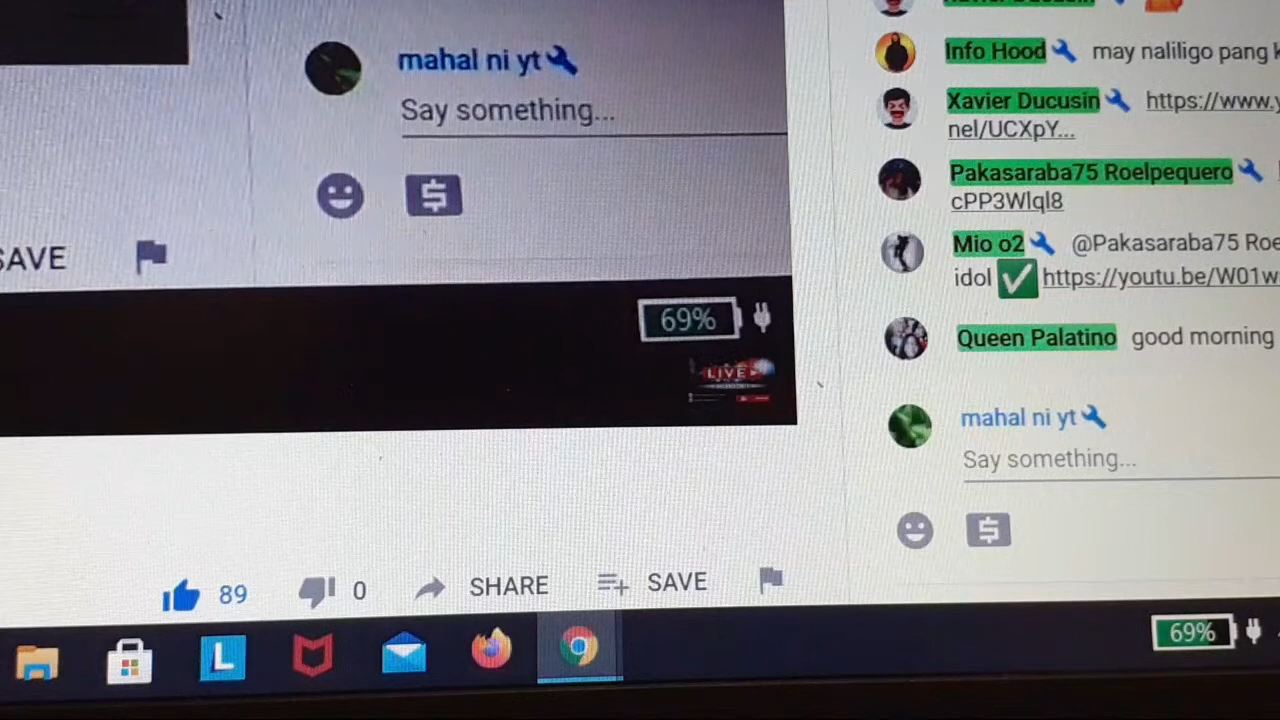 mahal ni yt
Say something...
SAVE
69%
LIVE
89
0
SHARE
SAVE
Info Hood may naliligo pang
Xavier Ducusin https://www.y
nel/UCXpY...
Pakasaraba75 Roelpequero
cPP3Wlql8
Mio o2 @Pakasaraba75 Roe
idol https://youtu.be/W01w
Queen Palatino good morning
mahal ni yt
Say something...
L
69%